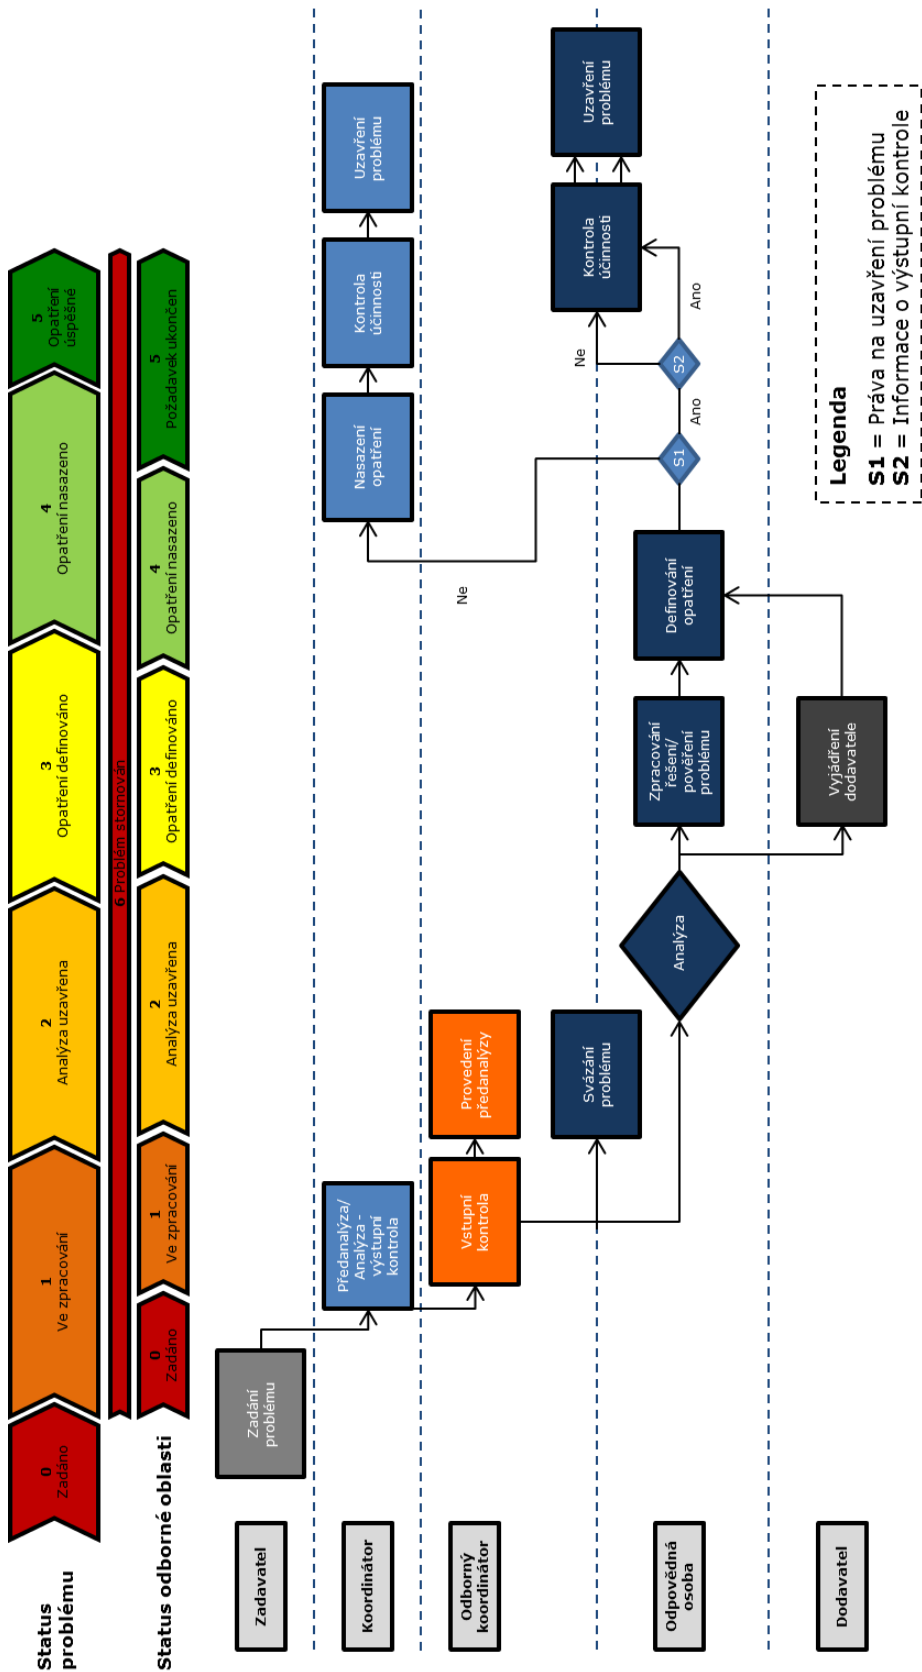 Status
problému
0
Zadáno
1
Ve zpracování
2
Analýza uzavřena
3
Opatření definováno
4
Opatření nasazeno
5
Opatření
úspěšné
6 Problém stornován
Status odborné oblasti
0
Zadáno
1
Ve zpracování
2
Analýza uzavřena
3
Opatření definováno
4
Opatření nasazeno
5
Požadavek ukončen
Zadavatel
Zadání
problému
Koordinátor
Předanalýza/
Analýza -
výstupní
kontrola
Nasazení
opatření
Kontrola
účinnosti
Uzavření
problému
Odborný
koordinátor
Vstupní
kontrola
Provedení
předanalýzy
Ne
Odpovědná
osoba
Svázání
problému
Analýza
Zpracování
řešení/
pověření
problému
Definování
opatření
S1
Ano
S2
Ne
Ano
Kontrola
účinnosti
Uzavření
problému
Dodavatel
Vyjádření
dodavatele
Legenda
S1 = Práva na uzavření problému
S2 = Informace o výstupní kontrole